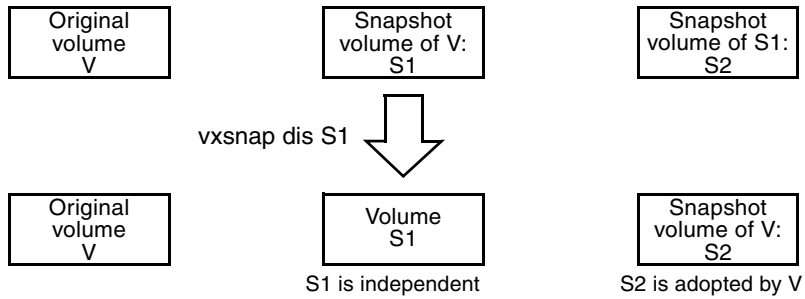 Original
volume
V
Snapshot
volume of V:
S1
Snapshot
volume of S1:
S2
vxsnap dis S1
Original
volume
V
Volume
S1
Snapshot
volume of V:
S2
S1 is independent
S2 is adopted by V